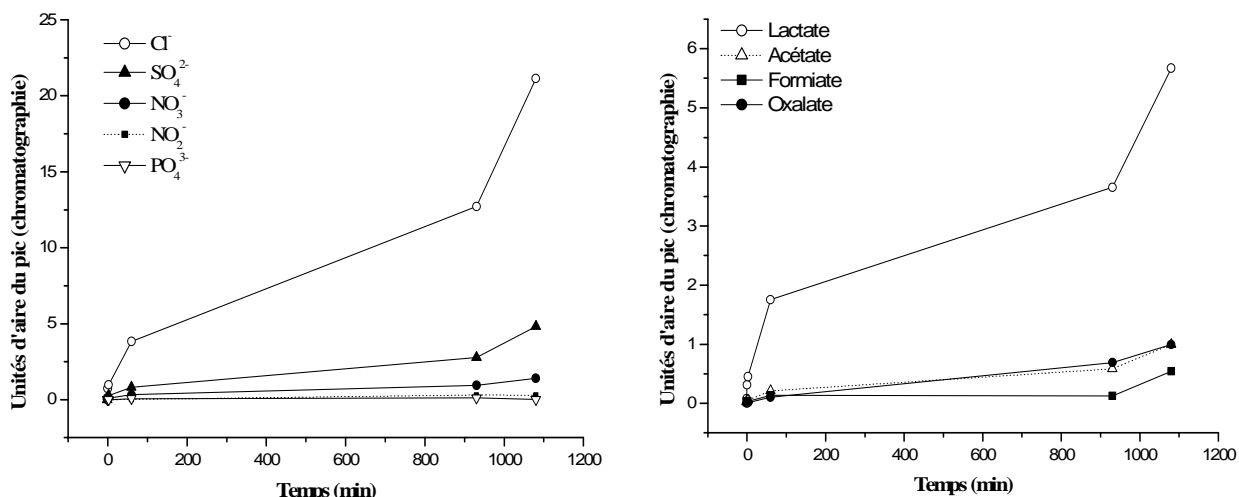 25
20
15
10
5
0
Unités d'aire du pic (chromatographie)
Cl⁻
SO₄²⁻
NO₃⁻
NO₂⁻
PO₄³⁻
0 200 400 600 800 1000 1200
Temps (min)
6
5
4
3
2
1
0
Unités d'aire du pic (chromatographie)
Lactate
Acétate
Formiate
Oxalate
0 200 400 600 800 1000 1200
Temps (min)